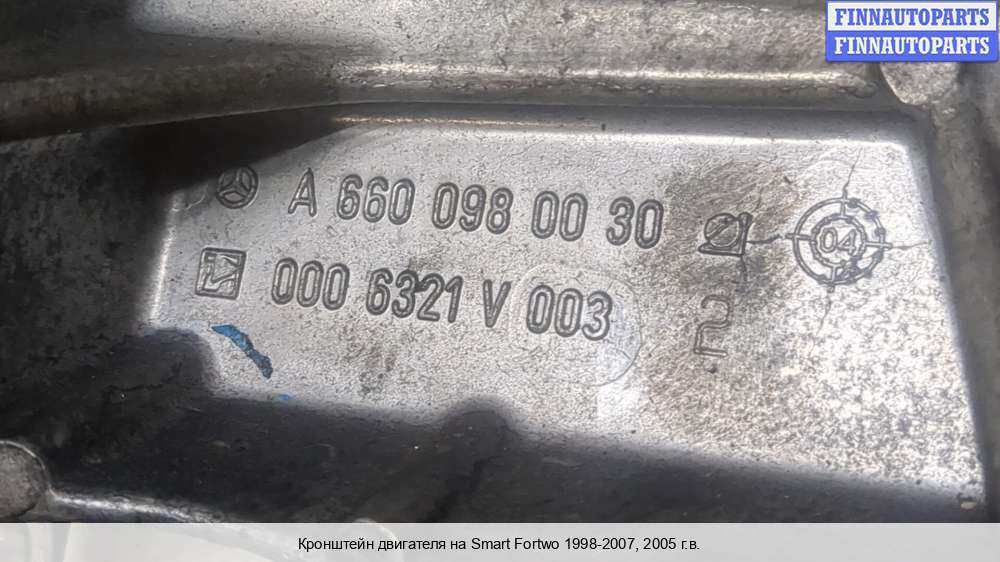 FINNAUTOPARTS
FINNAUTOPARTS
A 660 098 00 30
000 6321 V 003
04
2
Кронштейн двигателя на Smart Fortwo 1998-2007, 2005 г.в.